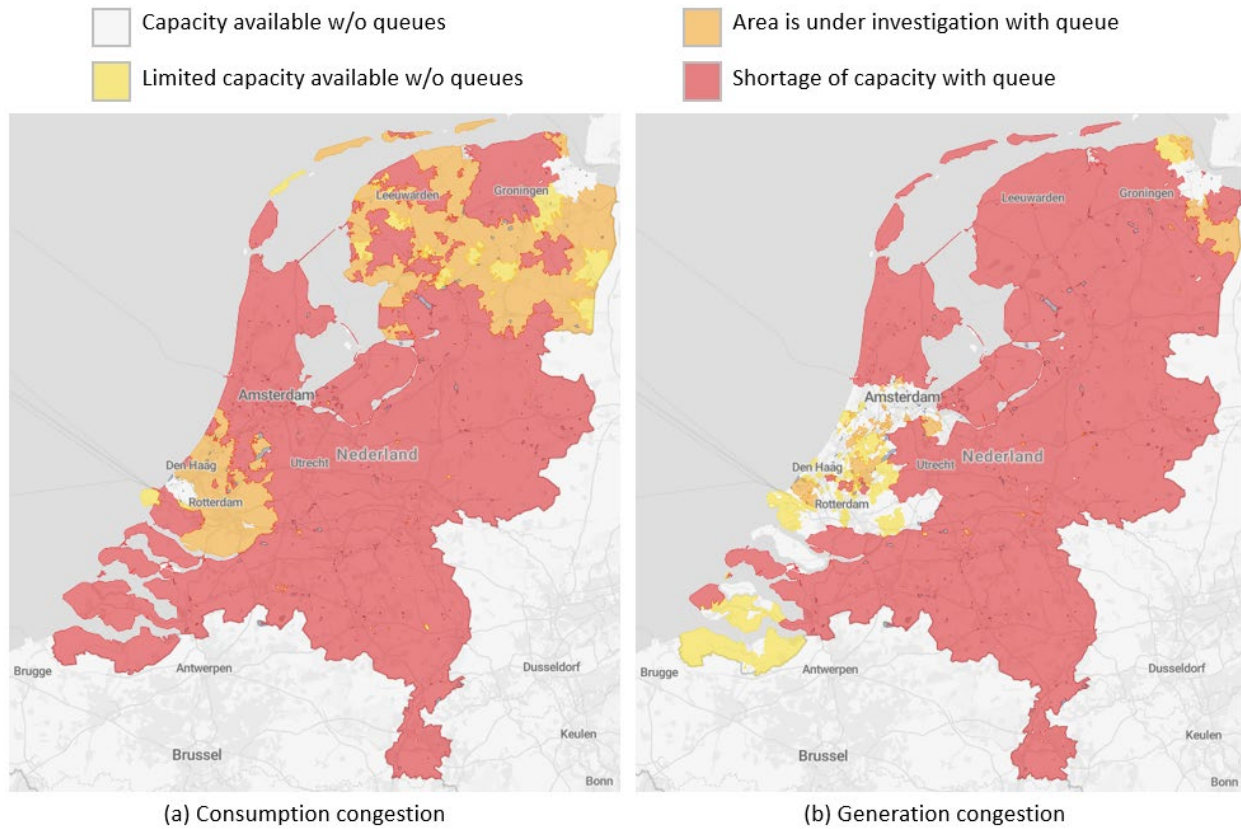 Capacity available w/o queues
Area is under investigation with queue
Limited capacity available w/o queues
Shortage of capacity with queue
Leeuwarden
Groningen
Amsterdam
Den Haag
Utrecht
Nederland
Rotterdam
Brugge
Antwerpen
Dusseldorf
Brussel
Keulen
Bonn
Leeuwarden
Groningen
Amsterdam
Den Haag
Utrecht
Nederland
Rotterdam
Brugge
Antwerpen
Dusseldorf
Brussel
Keulen
Bonn
(a) Consumption congestion
(b) Generation congestion